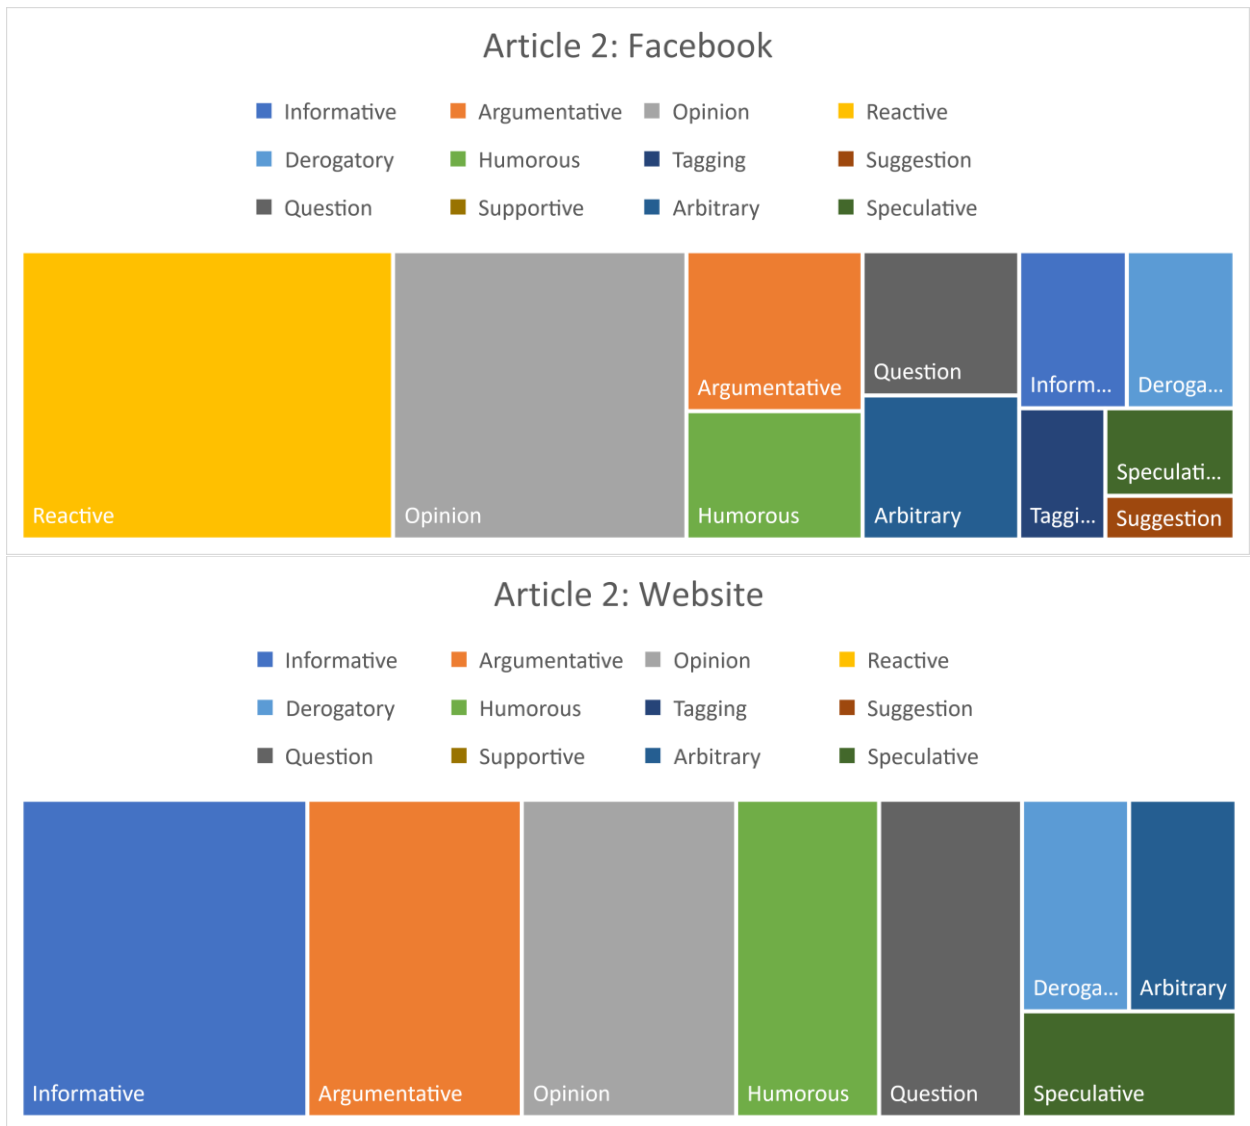 Article 2: Facebook
Informative Argumentative Opinion Reactive
Derogatory Humorous Tagging Suggestion
Question Supportive Arbitrary Speculative
Reactive
Opinion
Argumentative
Humorous
Question
Arbitrary
Inform...
Deroga...
Taggi...
Speculati...
Suggestion
Article 2: Website
Informative Argumentative Opinion Reactive
Derogatory Humorous Tagging Suggestion
Question Supportive Arbitrary Speculative
Informative
Argumentative
Opinion
Humorous
Question
Deroga...
Arbitrary
Speculative